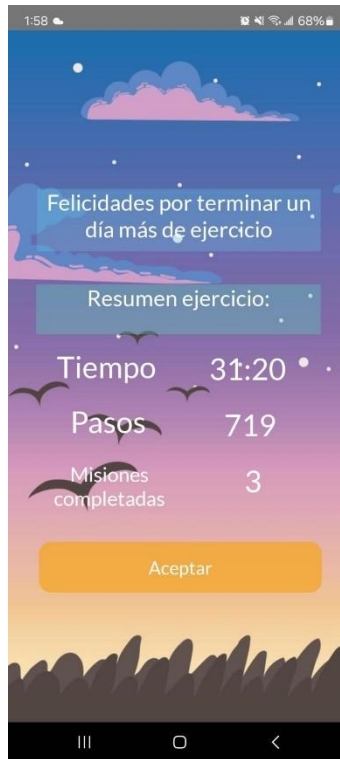 1:58
68%
Felicidades por terminar un
día más de ejercicio
Resumen ejercicio:
Tiempo 31:20
Pasos 719
Misiones
completadas 3
Aceptar